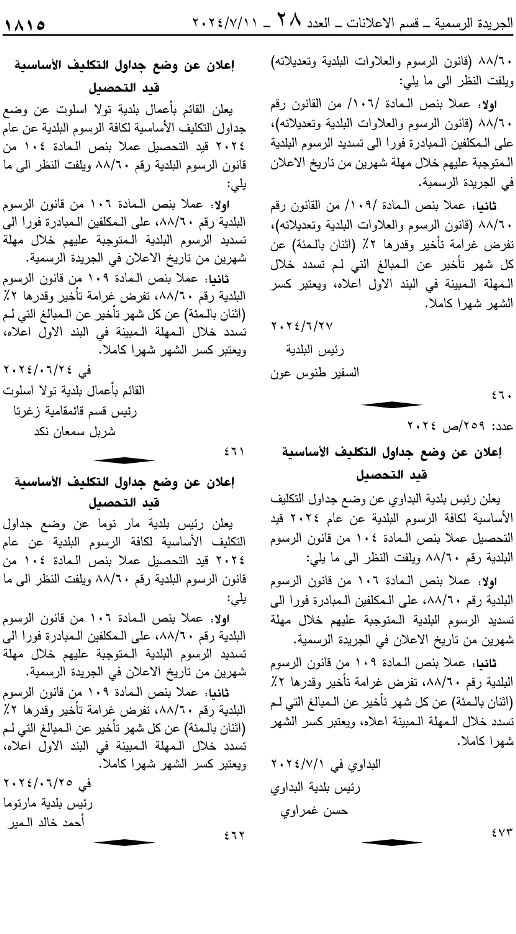 الجريدة الرسمية ــ قسم الاعلانات ــ العدد ٢٨ ــ ٢٠٢٤/٧/١١
١٨١٥
٨٨/٦٠ (قانون الرسوم والعلاوات البلدية وتعديلاته)
ويلفت النظر الى ما يلي:
اولا: عملا بنص المادة /١٠٦/ من القانون رقم
٨٨/٦٠ (قانون الرسوم والعلاوات البلدية وتعديلاته)،
على المكلفين المبادرة فورا الى تسديد الرسوم البلدية
المتوجبة عليهم خلال مهلة شهرين من تاريخ الاعلان
في الجريدة الرسمية.
ثانيا: عملا بنص المادة /١٠٩/ من القانون رقم
٨٨/٦٠ (قانون الرسوم والعلاوات البلدية وتعديلاته)،
تفرض غرامة تأخير وقدرها ٢٪ (اثنان بالمئة) عن
كل شهر تأخير عن المبالغ التي لم تسدد خلال
المهلة المبينة في البند الاول اعلاه، ويعتبر كسر
الشهر شهرا كاملا.
٢٠٢٤/٦/٢٧
رئيس البلدية
السفير طنوس عون
٤٦٠
عدد: ٢٥٩/ص ٢٠٢٤
إعلان عن وضع جداول التكليف الأساسية
قيد التحصيل
يعلن رئيس بلدية البداوي عن وضع جداول التكليف
الأساسية لكافة الرسوم البلدية عن عام ٢٠٢٤ قيد
التحصيل عملا بنص المادة ١٠٤ من قانون الرسوم
البلدية رقم ٨٨/٦٠ ويلفت النظر الى ما يلي:
اولا: عملا بنص المادة ١٠٦ من قانون الرسوم
البلدية رقم ٨٨/٦٠، على المكلفين المبادرة فورا الى
تسديد الرسوم البلدية المتوجبة عليهم خلال مهلة
شهرين من تاريخ الاعلان في الجريدة الرسمية.
ثانيا: عملا بنص المادة ١٠٩ من قانون الرسوم
البلدية رقم ٨٨/٦٠، تفرض غرامة تأخير وقدرها ٢٪
(اثنان بالمئة) عن كل شهر تأخير عن المبالغ التي لم
تسدد خلال المهلة المبينة اعلاه، ويعتبر كسر الشهر
شهرا كاملا.
البداوي في ٢٠٢٤/٧/١
رئيس بلدية البداوي
حسن غمراوي
٤٧٣
إعلان عن وضع جداول التكليف الأساسية
قيد التحصيل
يعلن القائم بأعمال بلدية تولا اسلوت عن وضع
جداول التكليف الأساسية لكافة الرسوم البلدية عن عام
٢٠٢٤ قيد التحصيل عملا بنص المادة ١٠٤ من
قانون الرسوم البلدية رقم ٨٨/٦٠ ويلفت النظر الى ما
يلي:
اولا: عملا بنص المادة ١٠٦ من قانون الرسوم
البلدية رقم ٨٨/٦٠، على المكلفين المبادرة فورا الى
تسديد الرسوم البلدية المتوجبة عليهم خلال مهلة
شهرين من تاريخ الاعلان في الجريدة الرسمية.
ثانيا: عملا بنص المادة ١٠٩ من قانون الرسوم
البلدية رقم ٨٨/٦٠، تفرض غرامة تأخير وقدرها ٢٪
(اثنان بالمئة) عن كل شهر تأخير عن المبالغ التي لم
تسدد خلال المهلة المبينة في البند الاول اعلاه،
ويعتبر كسر الشهر شهرا كاملا.
في ٢٠٢٤/٠٦/٢٤
القائم بأعمال بلدية تولا اسلوت
رئيس قسم قائمقامية زغرتا
شربل سمعان نكد
٤٦١
إعلان عن وضع جداول التكليف الأساسية
قيد التحصيل
يعلن رئيس بلدية مار توما عن وضع جداول
التكليف الأساسية لكافة الرسوم البلدية عن عام
٢٠٢٤ قيد التحصيل عملا بنص المادة ١٠٤ من
قانون الرسوم البلدية رقم ٨٨/٦٠ ويلفت النظر الى ما
يلي:
اولا: عملا بنص المادة ١٠٦ من قانون الرسوم
البلدية رقم ٨٨/٦٠، على المكلفين المبادرة فورا الى
تسديد الرسوم البلدية المتوجبة عليهم خلال مهلة
شهرين من تاريخ الاعلان في الجريدة الرسمية.
ثانيا: عملا بنص المادة ١٠٩ من قانون الرسوم
البلدية رقم ٨٨/٦٠، تفرض غرامة تأخير وقدرها ٢٪
(اثنان بالمئة) عن كل شهر تأخير عن المبالغ التي لم
تسدد خلال المهلة المبينة في البند الاول اعلاه،
ويعتبر كسر الشهر شهرا كاملا.
في ٢٠٢٤/٠٦/٢٥
رئيس بلدية مارتوما
أحمد خالد المير
٤٦٢